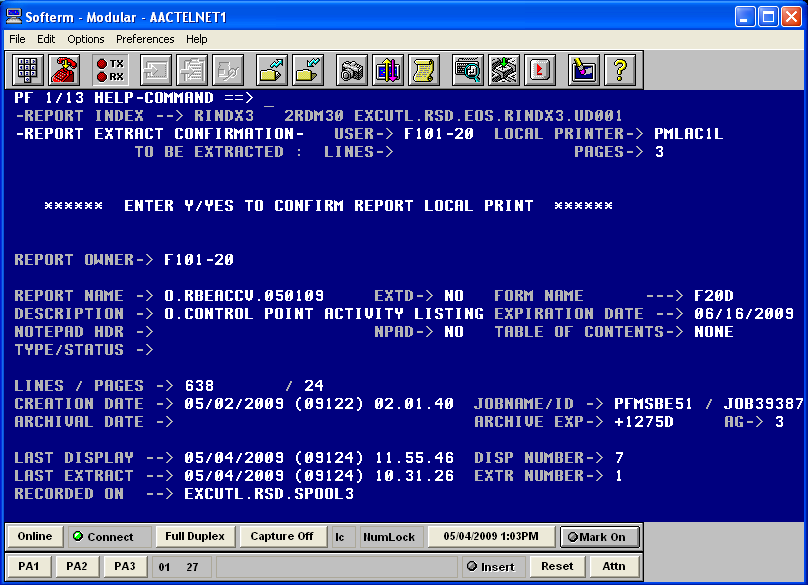 Softerm - Modular - AACTELNET1
File Edit Options Preferences Help
TX
RX
PF 1/13 HELP-COMMAND ==> _
-REPORT INDEX --> RINDX3 2RDM30 EXCUTL.RSD.EOS.RINDX3.UD001
-REPORT EXTRACT CONFIRMATION- USER-> F101-20 LOCAL PRINTER-> PMLAC1L
TO BE EXTRACTED : LINES-> PAGES-> 3
****** ENTER Y/YES TO CONFIRM REPORT LOCAL PRINT ******
REPORT OWNER-> F101-20
REPORT NAME -> O.RBEACCV.050109 EXTD-> NO FORM NAME ---> F20D
DESCRIPTION -> O.CONTROL POINT ACTIVITY LISTING EXPIRATION DATE --> 06/16/2009
NOTEPAD HDR -> NPAD-> NO TABLE OF CONTENTS-> NONE
TYPE/STATUS ->
LINES / PAGES -> 638 / 24
CREATION DATE -> 05/02/2009 (09122) 02.01.40 JOBNAME/ID -> PFMSBE51 / JOB39387
ARCHIVAL DATE -> ARCHIVE EXP-> +1275D AG-> 3
LAST DISPLAY --> 05/04/2009 (09124) 11.55.46 DISP NUMBER-> 7
LAST EXTRACT --> 05/04/2009 (09124) 10.31.26 EXTR NUMBER-> 1
RECORDED ON --> EXCUTL.RSD.SPOOL3
Online Connect Full Duplex Capture Off Ic NumLock 05/04/2009 1:03PM Mark On
PA1 PA2 PA3 01 27 Insert Reset Attn